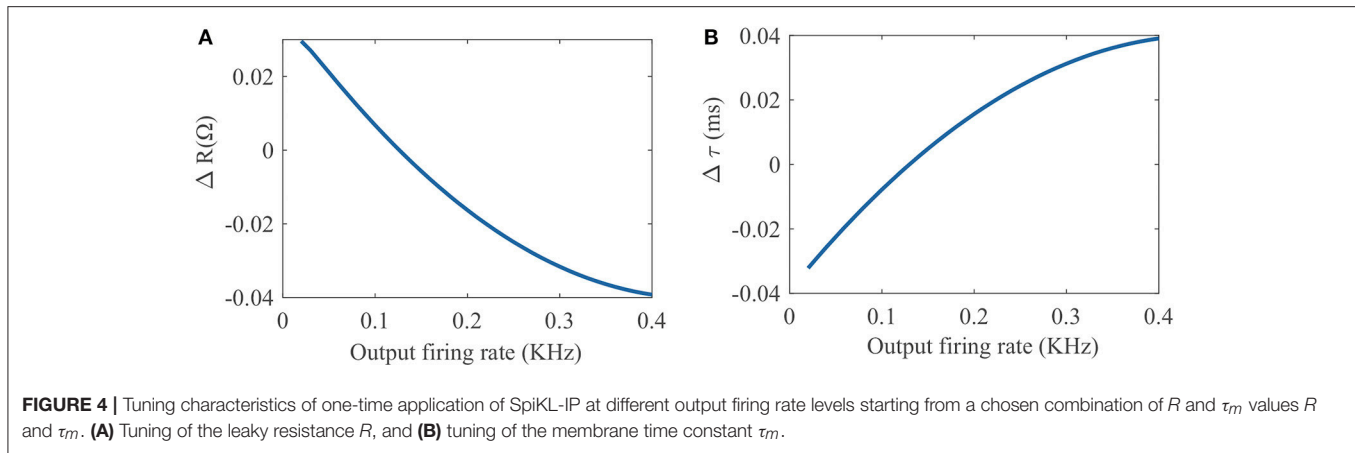 A
0.02
0
-0.02
-0.04
Δ R(Ω)
0
0.1
0.2
0.3
0.4
Output firing rate (KHz)
B
0.04
0.02
0
-0.02
-0.04
Δ τ (ms)
0
0.1
0.2
0.3
0.4
Output firing rate (KHz)
FIGURE 4 | Tuning characteristics of one-time application of SpiKL-IP at different output firing rate levels starting from a chosen combination of R and τm values R
and τm. (A) Tuning of the leaky resistance R, and (B) tuning of the membrane time constant τm.